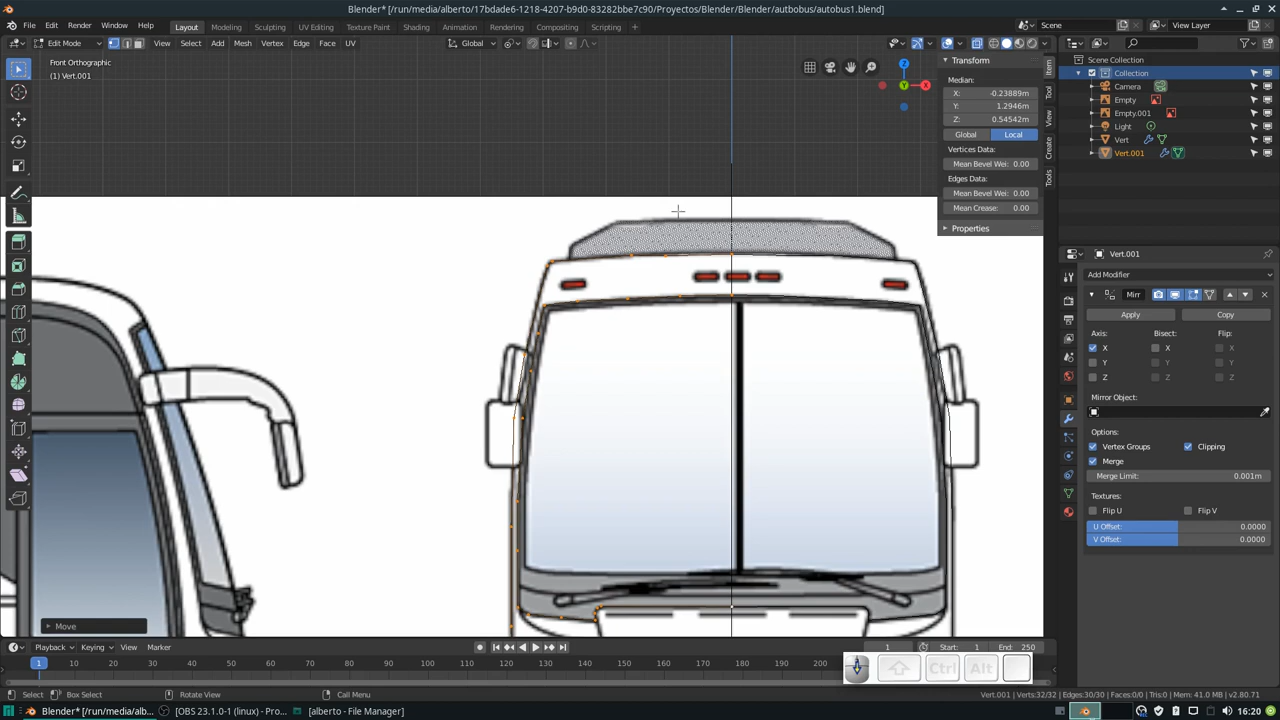 Blender* [/run/media/alberto/17bdade6-1218-4207-b9d0-83282bbe7c90/Proyectos/Blender/autbobus/autobus1.blend]
File Edit Render Window Help Layout Modeling Sculpting UV Editing Texture Paint Shading Animation Rendering Compositing Scripting Scene View Layer
Edit Mode View Select Add Mesh Vertex Edge Face UV Global
Front Orthographic
(1) Vert.001
Z
Y
X
Transform
Median:
X: -0.23889m
Y: 1.2946m
Z: 0.54542m
Global Local
Vertices Data:
Mean Bevel Wei: 0.00
Edges Data:
Mean Bevel Wei: 0.00
Mean Crease: 0.00
Properties
Item
Tool
View
Create
Tools
Scene Collection
Collection
Camera
Empty
Empty.001
Light
Vert
Vert.001
Vert.001
Add Modifier
Mirr
Apply Copy
Axis: Bisect: Flip:
X X X
Y Y Y
Z Z Z
Mirror Object:
Options:
Vertex Groups Clipping
Merge
Merge Limit: 0.001m
Textures:
Flip U Flip V
U Offset: 0.0000
V Offset: 0.0000
Move
Playback Keying View Marker 1 Start: 1 End: 250
1 10 20 30 40 50 60 70 80 90 100 110 120 130 140 150 160 170 180 190 200
Ctrl Alt
Select Box Select Rotate View Call Menu Vert.001 | Verts:32/32 | Edges:30/30 | Faces:0/0 | Tris:0 | Mem: 41.0 MB | v2.80.71
Blender* [/run/media/alb... [OBS 23.1.0-1 (linux) - Pro... [alberto - File Manager] 16:20